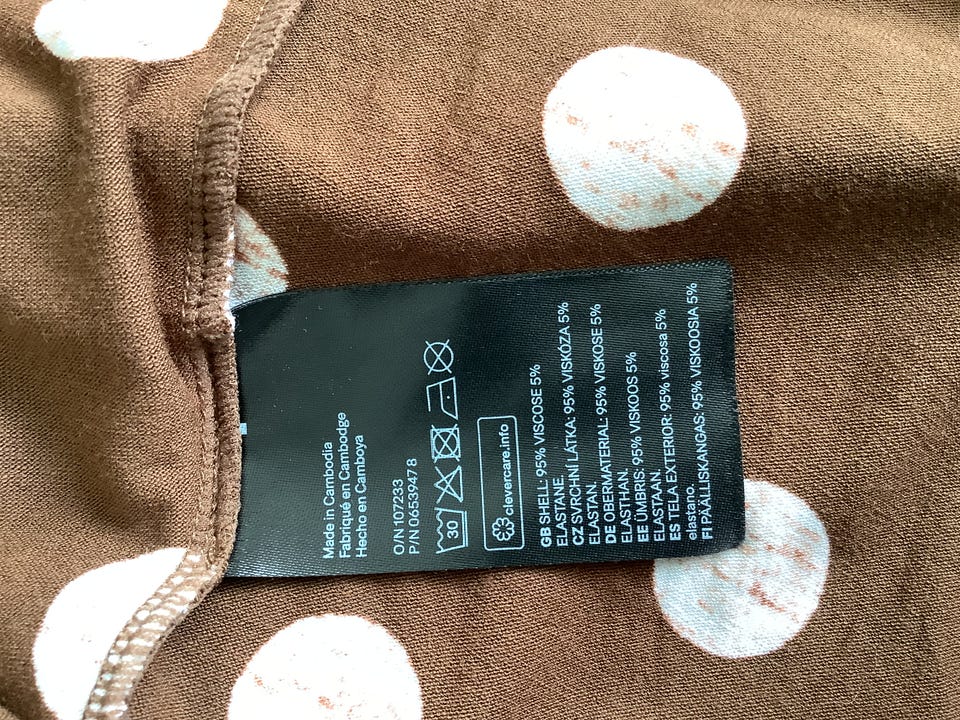 Made in Cambodia
Fabriqué en Cambodge
Hecho en Camboya
O/N 107233
P/N 06539478
30
clevercare.info
GB SHELL: 95% VISCOSE 5%
ELASTANE.
CZ SVRCHNÍ LÁTKA: 95% VISKÓZA 5%
ELASTAN.
DE OBERMATERIAL: 95% VISKOSE 5%
ELASTHAN.
EE ÜMBRIS: 95% VISKOOS 5%
ELASTAAN.
ES TELA EXTERIOR: 95% viscosa 5%
elastano.
FI PÄÄLLISKANGAS: 95% VISKOOSIA 5%